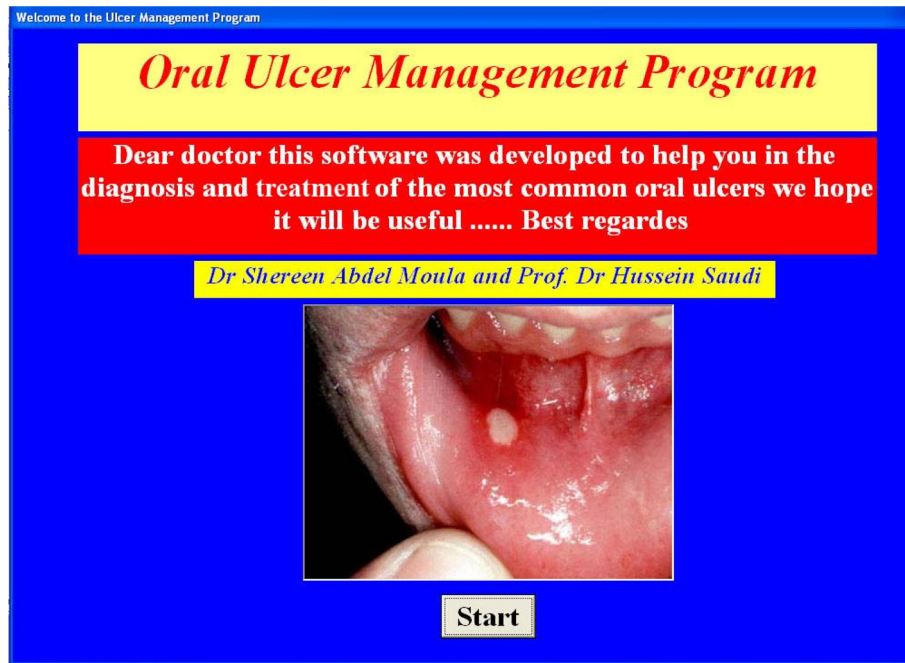 Welcome to the Ulcer Management Program
Oral Ulcer Management Program
Dear doctor this software was developed to help you in the
diagnosis and treatment of the most common oral ulcers we hope
it will be useful ...... Best regardes
Dr Shereen Abdel Moula and Prof. Dr Hussein Saudi
Start